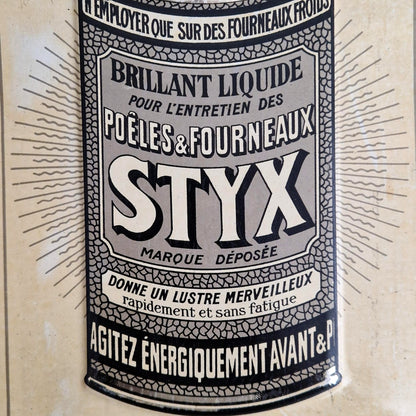 N'EMPLOYER QUE SUR DES FOURNEAUX FROIDS
BRILLANT LIQUIDE
POUR L'ENTRETIEN DES
POÊLES & FOURNEAUX
STYX
MARQUE DÉPOSÉE
DONNE UN LUSTRE MERVEILLEUX
rapidement et sans fatigue
AGITEZ ÉNERGIQUEMENT AVANT & P